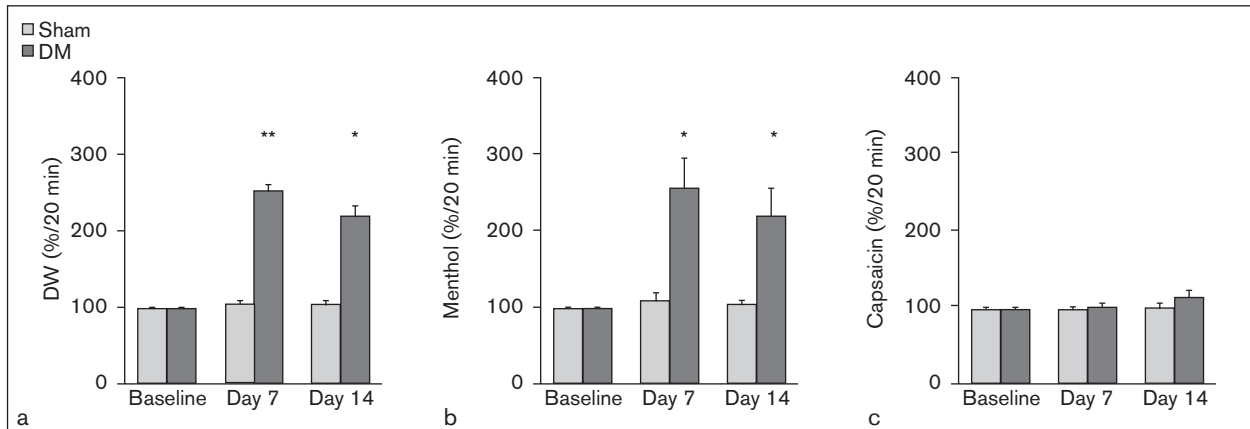 Sham
DM
400
300
200
100
0
DW (%/20 min)
**
*
Baseline Day 7 Day 14
a
400
300
200
100
0
Menthol (%/20 min)
*
*
Baseline Day 7 Day 14
b
400
300
200
100
0
Capsaicin (%/20 min)
Baseline Day 7 Day 14
c